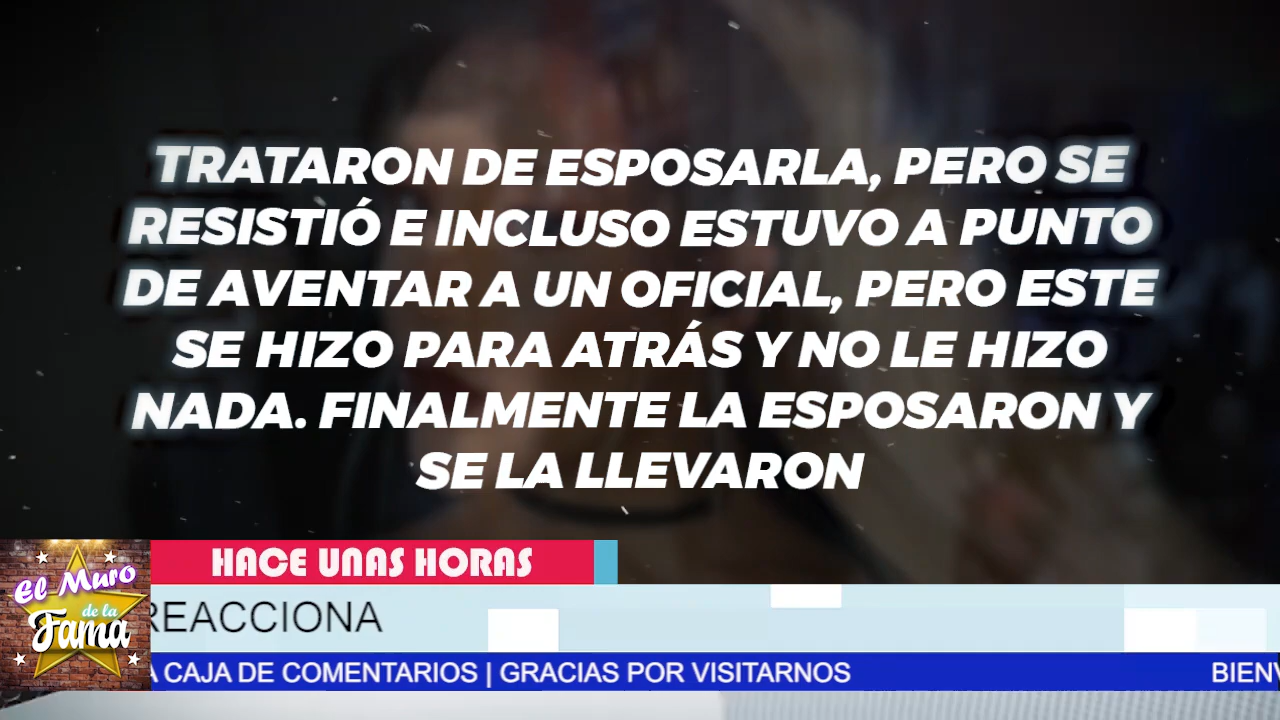 TRATARON DE ESPOSARLA, PERO SE
RESISTIÓ E INCLUSO ESTUVO A PUNTO
DE AVENTAR A UN OFICIAL, PERO ESTE
SE HIZO PARA ATRÁS Y NO LE HIZO
NADA. FINALMENTE LA ESPOSARON Y
SE LA LLEVARON
HACE UNAS HORAS
El Muro
de la
Fama
REACCIONA
A CAJA DE COMENTARIOS | GRACIAS POR VISITARNOS